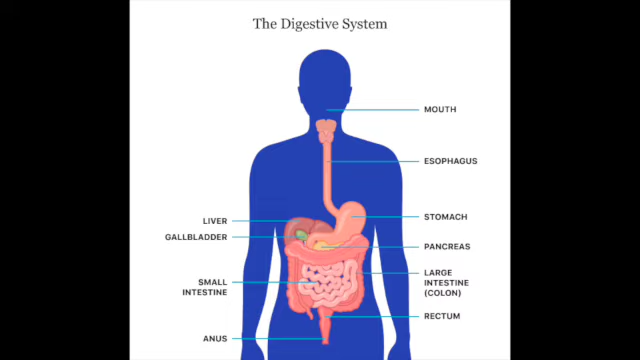 The Digestive System
MOUTH
ESOPHAGUS
STOMACH
LIVER
GALLBLADDER
PANCREAS
SMALL
INTESTINE
LARGE
INTESTINE
(COLON)
RECTUM
ANUS